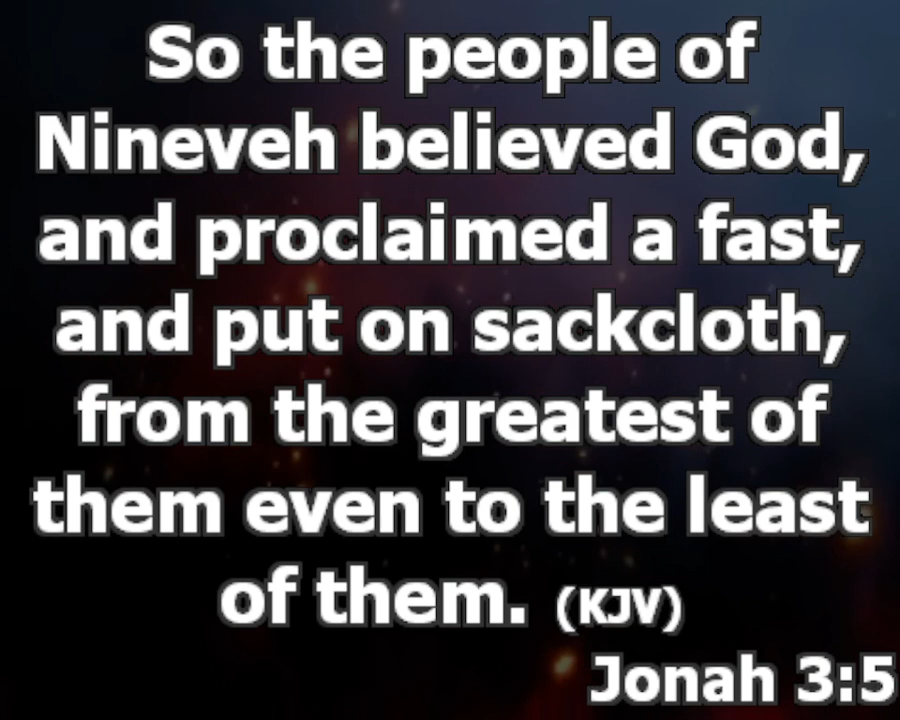 So the people of
Nineveh believed God,
and proclaimed a fast,
and put on sackcloth,
from the greatest of
them even to the least
of them. (KJV)
Jonah 3:5